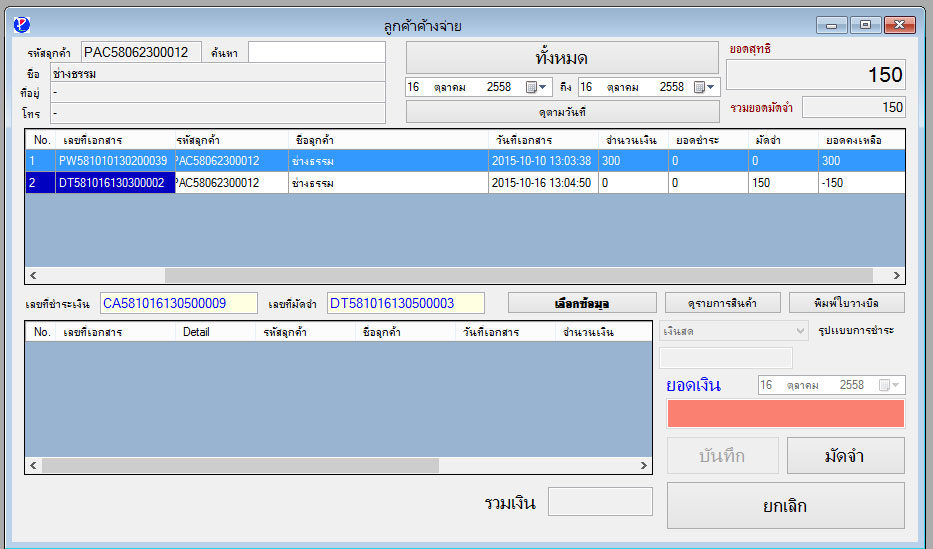 ลูกค้าค้างจ่าย
รหัสลูกค้า PAC58062300012 ค้นหา
ชื่อ ช่างธรรม
ที่อยู่ -
โทร -
ทั้งหมด
16 ตุลาคม 2558 ถึง 16 ตุลาคม 2558
ดูตามวันที่
ยอดสุทธิ
150
รวมยอดมัดจำ 150
No. เลขที่เอกสาร รหัสลูกค้า ชื่อลูกค้า วันที่เอกสาร จำนวนเงิน ยอดชำระ มัดจำ ยอดคงเหลือ
1 PW581010130200039 PAC58062300012 ช่างธรรม 2015-10-10 13:03:38 300 0 0 300
2 DT581016130300002 PAC58062300012 ช่างธรรม 2015-10-16 13:04:50 0 0 150 -150
เลขที่ชำระเงิน CA581016130500009 เลขที่มัดจำ DT581016130500003 เลือกข้อมูล ดูรายการสินค้า พิมพ์ใบวางบิล
No. เลขที่เอกสาร Detail รหัสลูกค้า ชื่อลูกค้า วันที่เอกสาร จำนวนเงิน
เงินสด รูปแบบการชำระ
ยอดเงิน 16 ตุลาคม 2558
บันทึก มัดจำ
รวมเงิน
ยกเลิก